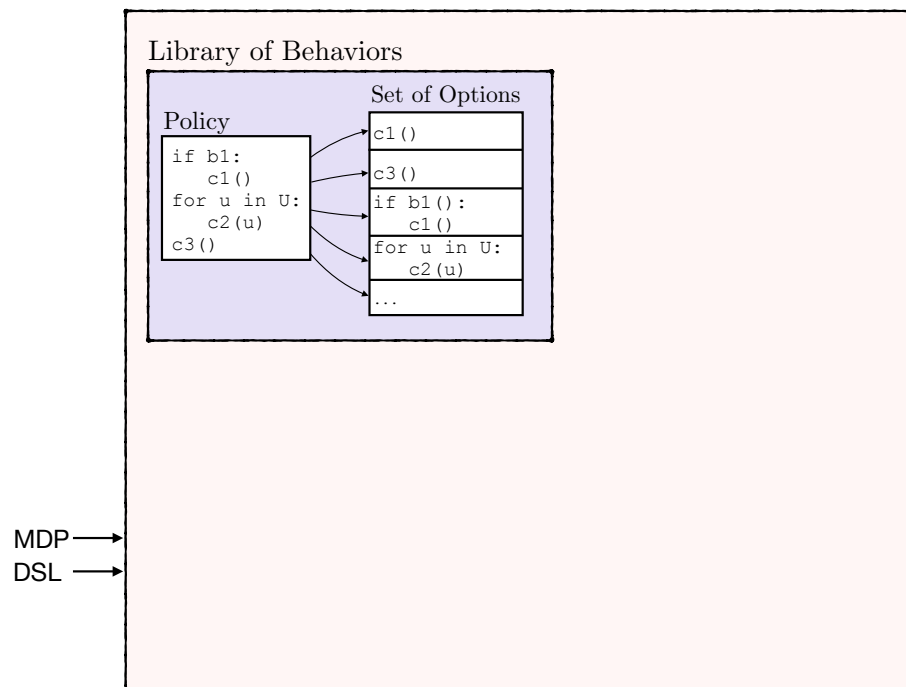 Library of Behaviors
Policy
if b1:
   c1()
for u in U:
   c2(u)
c3()
Set of Options
c1()
c3()
if b1():
   c1()
for u in U:
   c2(u)
...
MDP
DSL